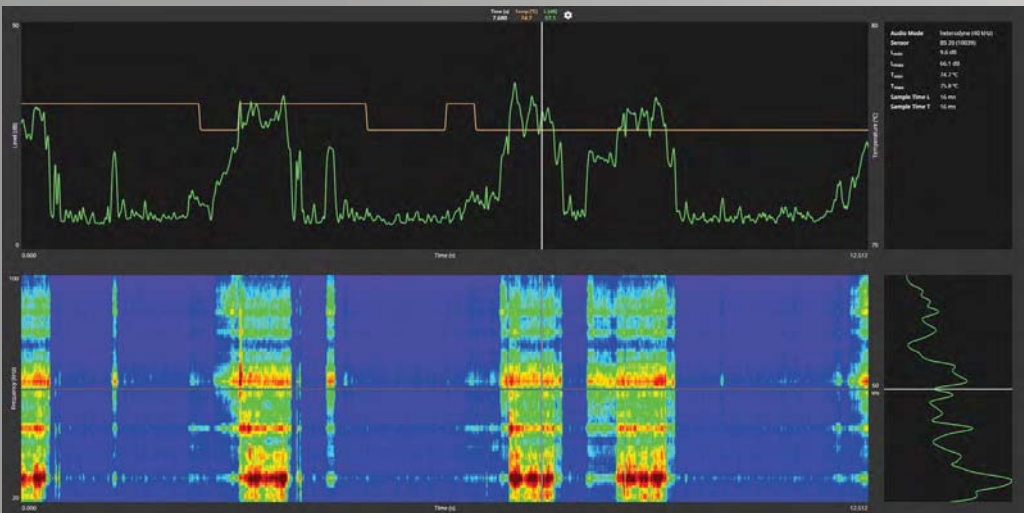 Time [s] Temp [°C] L [dB]
7.680 74.7 57.1
90
80
Level [dB]
Temperature [°C]
0
70
0.000
Time [s]
12.512
Audio Mode heterodyne (40 kHz)
Sensor BS 20 (10039)
Lmin 9.6 dB
Lmax 66.1 dB
Tmin 74.7 °C
Tmax 75.8 °C
Sample Time L 16 ms
Sample Time T 16 ms
100
Frequency [kHz]
60
kHz
20
0.000
Time [s]
12.512